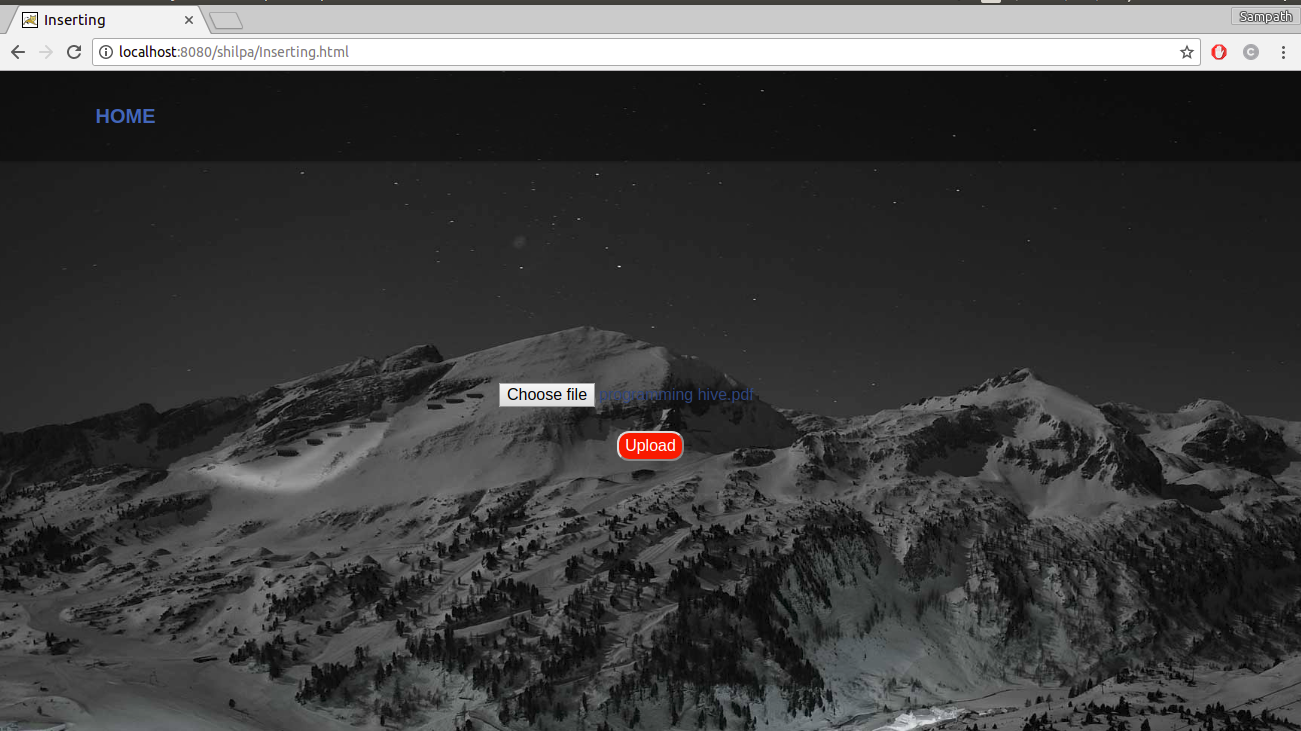 Inserting
Sampath
localhost:8080/shilpa/Inserting.html
C
HOME
Choose file programming hive.pdf
Upload